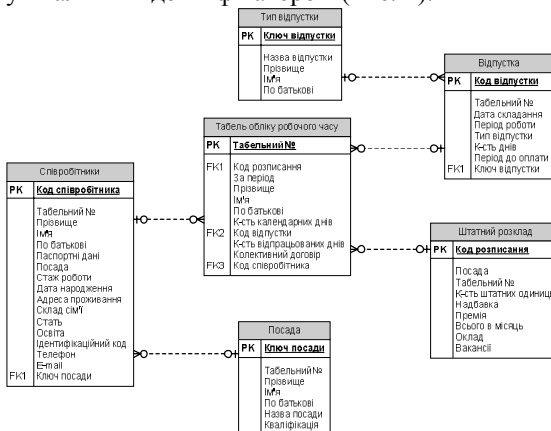 Тип відпустки
PK Ключ відпустки
Назва відпустки
Прізвище
Ім'я
По батькові
Відпустка
PK Код відпустки
Табельний №
Дата складання
Період роботи
Тип відпустки
К-сть днів
Період до оплати
FK1 Ключ відпустки
Табель обліку робочого часу
PK Табельний №
FK1 Код розписання
За період
Прізвище
Ім'я
По батькові
К-сть календарних днів
FK2 Код відпустки
К-сть відпрацьованих днів
Колективний договір
FK3 Код співробітника
Співробітники
PK Код співробітника
Табельний №
Прізвище
Ім'я
По батькові
Паспортні дані
Посада
Стаж роботи
Дата народження
Адреса проживання
Склад сім'ї
Стать
Освіта
Ідентифікаційний код
Телефон
E-mail
FK1 Ключ посади
Штатний розклад
PK Код розписання
Посада
Табельний №
К-сть штатних одиниць
Надбавка
Премія
Всього в місяць
Оклад
Вакансії
Посада
PK Ключ посади
Табельний №
Прізвище
Ім'я
По батькові
Назва посади
Кваліфікація